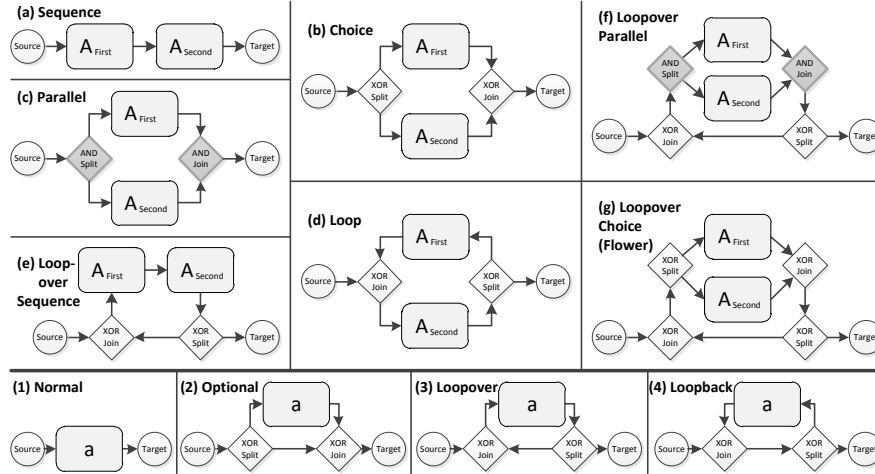 (a) Sequence
Source
A First
A Second
Target
(b) Choice
Source
XOR
Split
A First
A Second
XOR
Join
Target
(f) Loopover
Parallel
AND
Split
A First
A Second
AND
Join
Source
XOR
Join
XOR
Split
Target
(c) Parallel
Source
AND
Split
A First
A Second
AND
Join
Target
(d) Loop
Source
XOR
Join
A First
A Second
XOR
Split
Target
(g) Loopover
Choice
(Flower)
XOR
Split
A First
A Second
XOR
Join
Source
XOR
Join
XOR
Split
Target
(e) Loop-
over
Sequence
A First
A Second
Source
XOR
Join
XOR
Split
Target
(1) Normal
Source
a
Target
(2) Optional
Source
XOR
Split
a
XOR
Join
Target
(3) Loopover
Source
XOR
Join
a
XOR
Split
Target
(4) Loopback
Source
XOR
Join
a
XOR
Split
Target